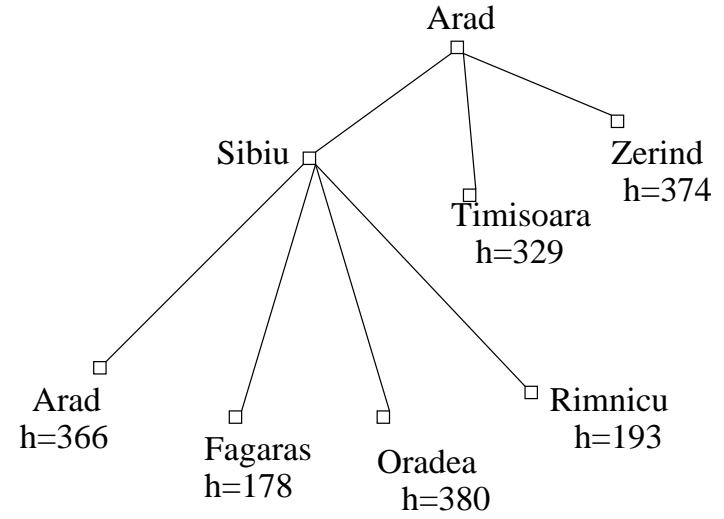 Arad
Sibiu
Zerind
h=374
Timisoara
h=329
Arad
h=366
Fagaras
h=178
Oradea
h=380
Rimnicu
h=193